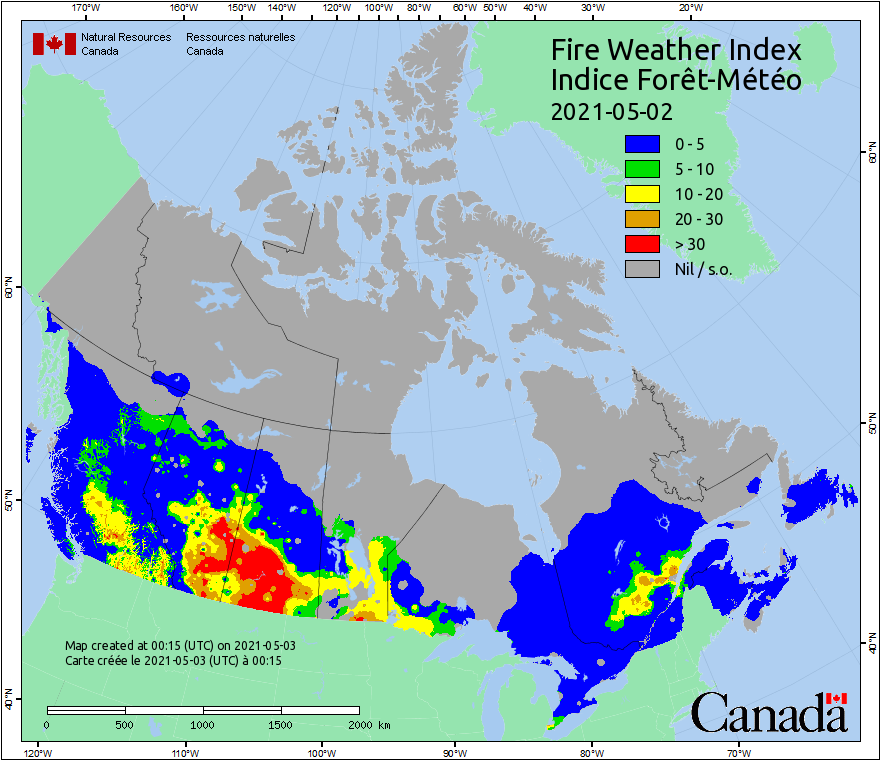 170°W 160°W 150°W 140°W 130°W 120°W 110°W 100°W 90°W 80°W 60°W 50°W 40°W 30°W 20°W
Natural Resources Ressources naturelles
Canada Canada
Fire Weather Index
Indice Forêt-Météo
2021-05-02
0 - 5
5 - 10
10 - 20
20 - 30
> 30
Nil / s.o.
60°N
60°N
50°N
50°N
40°N
40°N
Map created at 00:15 (UTC) on 2021-05-03
Carte créée le 2021-05-03 (UTC) à 00:15
0 500 1000 1500 2000 km
Canada
120°W 110°W 100°W 90°W 80°W 70°W